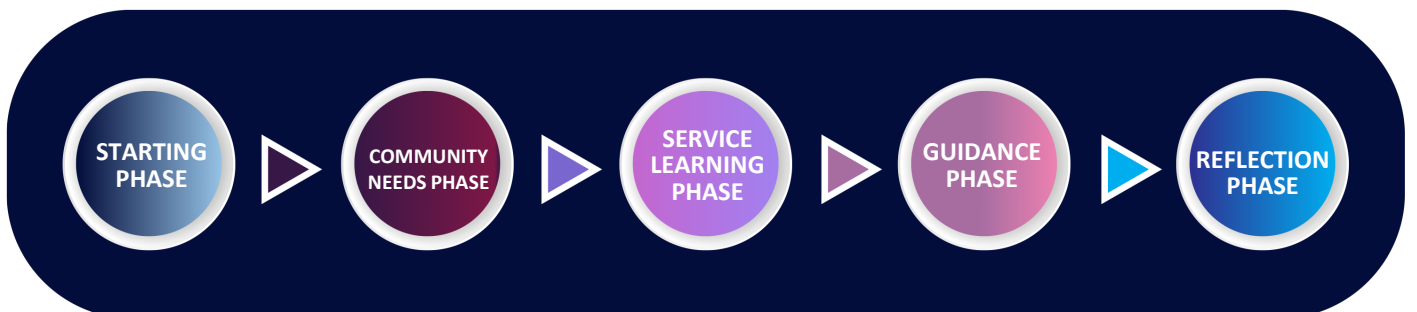 STARTING
PHASE
COMMUNITY
NEEDS PHASE
SERVICE
LEARNING
PHASE
GUIDANCE
PHASE
REFLECTION
PHASE